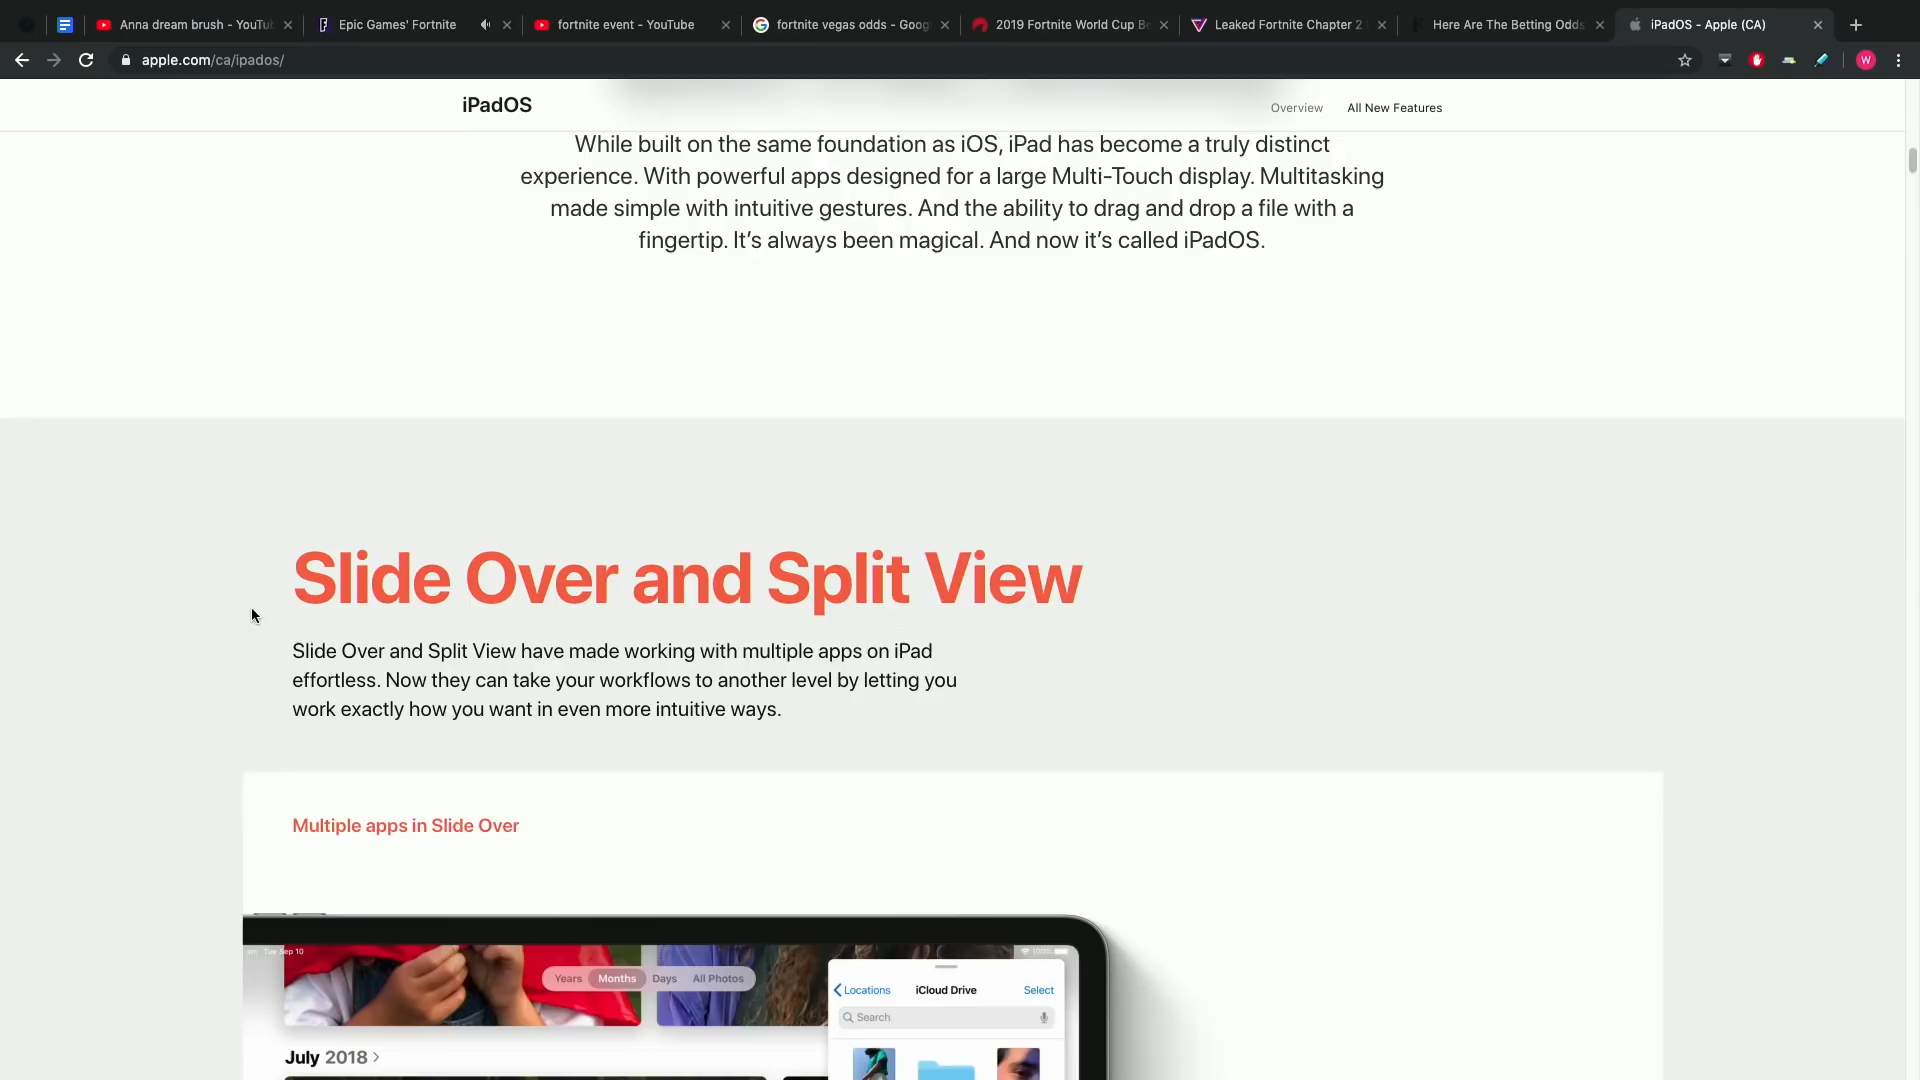 Anna dream brush - YouTu
Epic Games' Fortnite
fortnite event - YouTube
fortnite vegas odds - Goog
2019 Fortnite World Cup Be
Leaked Fortnite Chapter 2
Here Are The Betting Odds
iPadOS - Apple (CA)
apple.com/ca/ipados/
W
iPadOS
Overview
All New Features
While built on the same foundation as iOS, iPad has become a truly distinct
experience. With powerful apps designed for a large Multi-Touch display. Multitasking
made simple with intuitive gestures. And the ability to drag and drop a file with a
fingertip. It’s always been magical. And now it’s called iPadOS.
Slide Over and Split View
Slide Over and Split View have made working with multiple apps on iPad
effortless. Now they can take your workflows to another level by letting you
work exactly how you want in even more intuitive ways.
Multiple apps in Slide Over
Tue Sep 10
Years
Months
Days
All Photos
Locations
iCloud Drive
Select
Search
July 2018 >